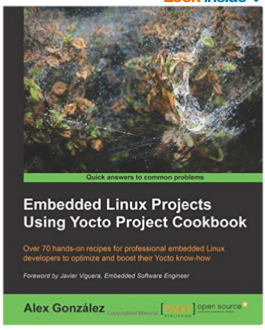 Look inside
Quick answers to common problems
Embedded Linux Projects
Using Yocto Project Cookbook
Over 70 hands-on recipes for professional embedded Linux
developers to optimize and boost their Yocto know-how
Foreword by Javier Viguera, Embedded Software Engineer
Alex González
Copyrighted Material
[PACKT] open source*
PUBLISHING